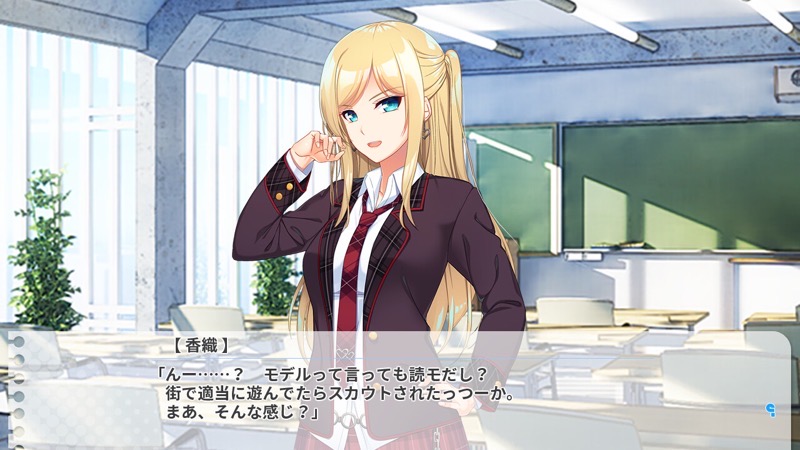 【香織】
「んー……？　モデルって言っても読モだし？
街で適当に遊んでたらスカウトされたっつーか。
まあ、そんな感じ？」